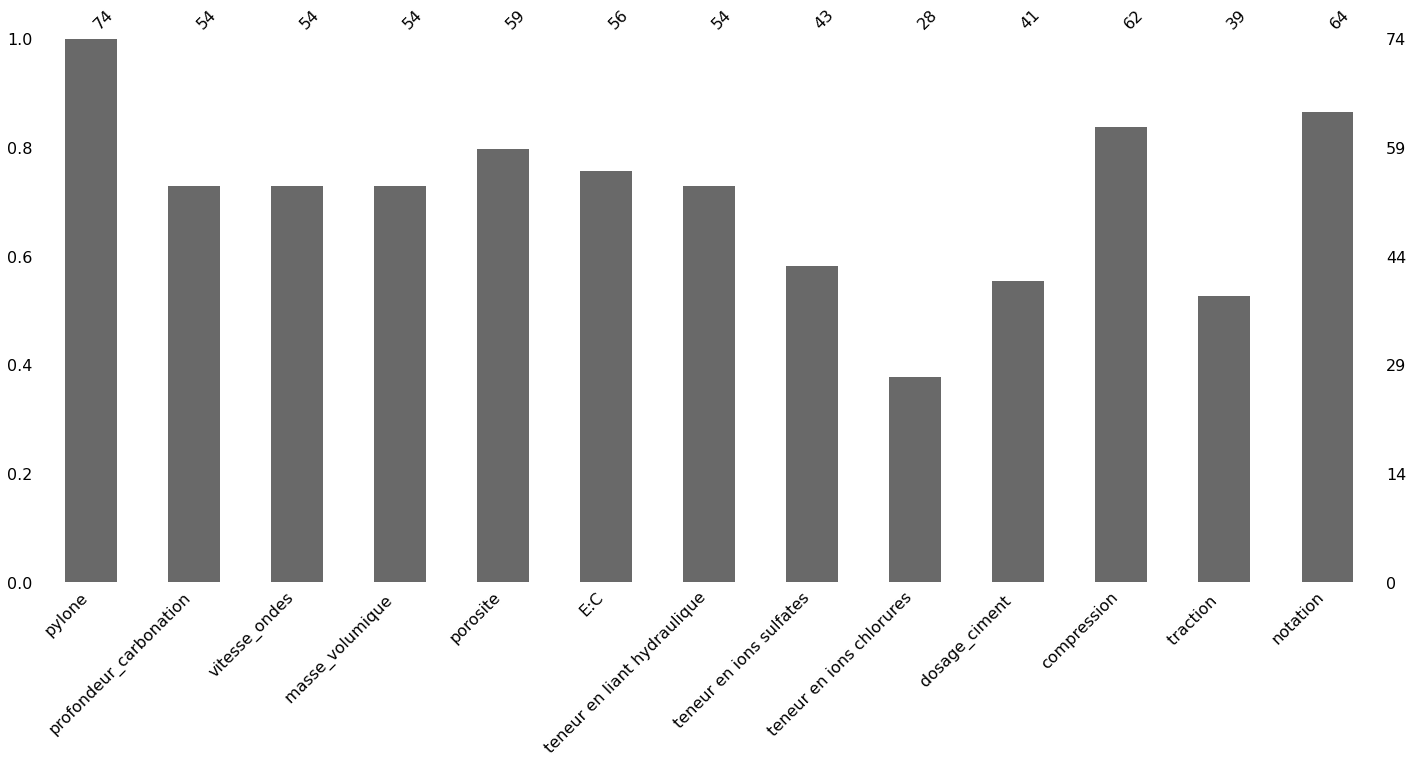 74 54 54 54 59 56 54 43 28 41 62 39 64
1.0 74
0.8 59
0.6 44
0.4 29
0.2 14
0.0 0
pylone
profondeur_carbonation
vitesse_ondes
masse_volumique
porosite
E:C
teneur en liant hydraulique
teneur en ions sulfates
teneur en ions chlorures
dosage_ciment
compression
traction
notation